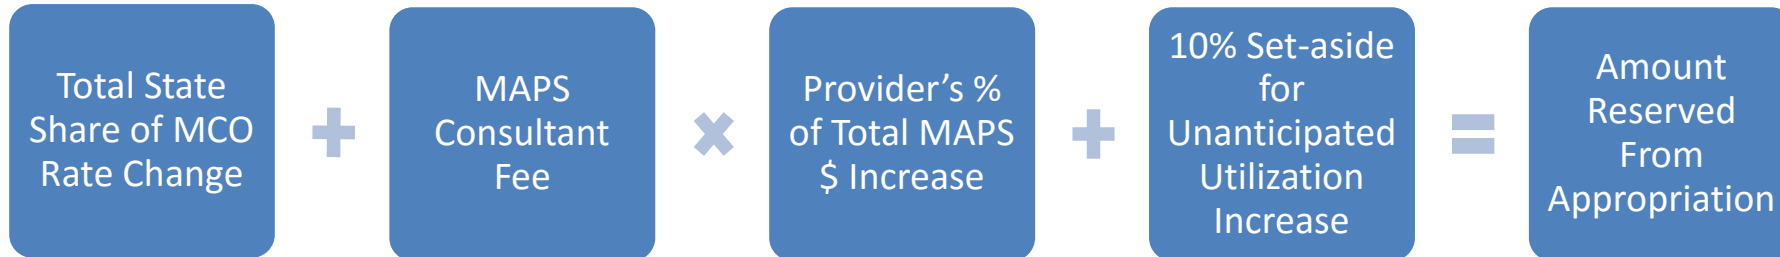 Total State
Share of MCO
Rate Change
+
MAPS
Consultant
Fee
×
Provider’s %
of Total MAPS
$ Increase
+
10% Set-aside
for
Unanticipated
Utilization
Increase
=
Amount
Reserved
From
Appropriation